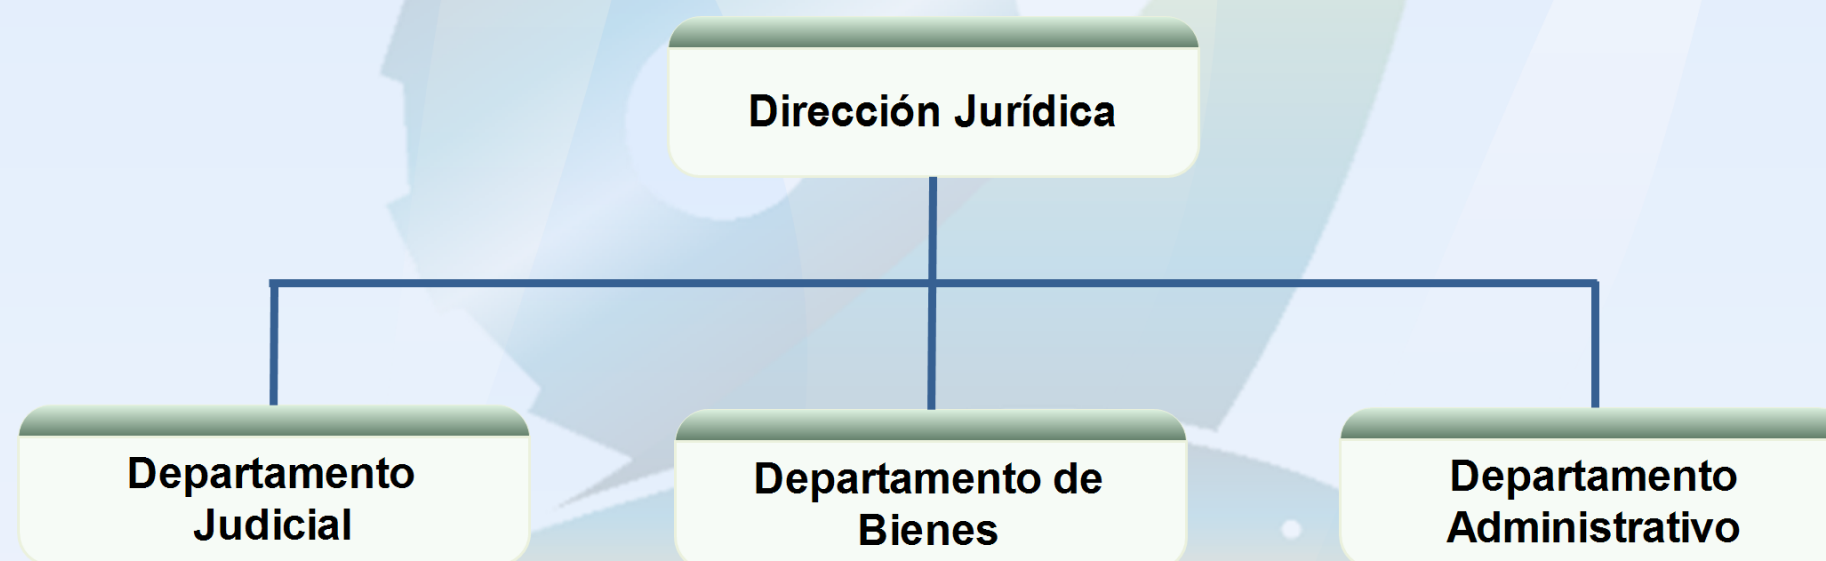 Dirección Jurídica
Departamento
Judicial
Departamento de
Bienes
Departamento
Administrativo